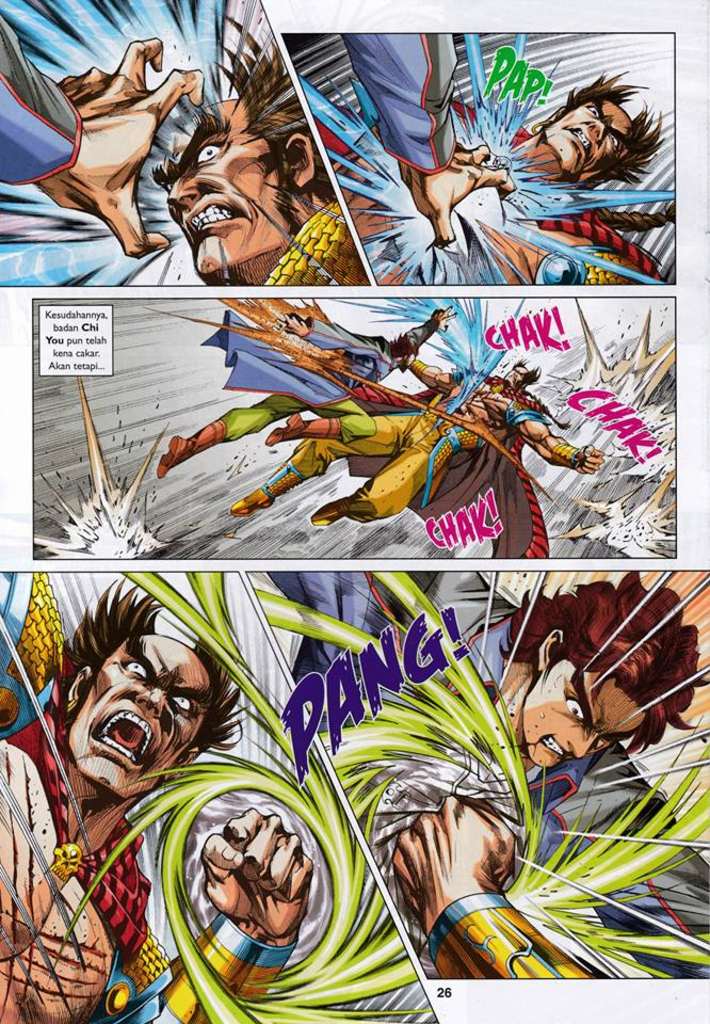 PAP!
Kesudahannya,
badan Chi
You pun telah
kena cakar.
Akan tetapi...
CHAK!
CHAK!
CHAK!
PANG!
26